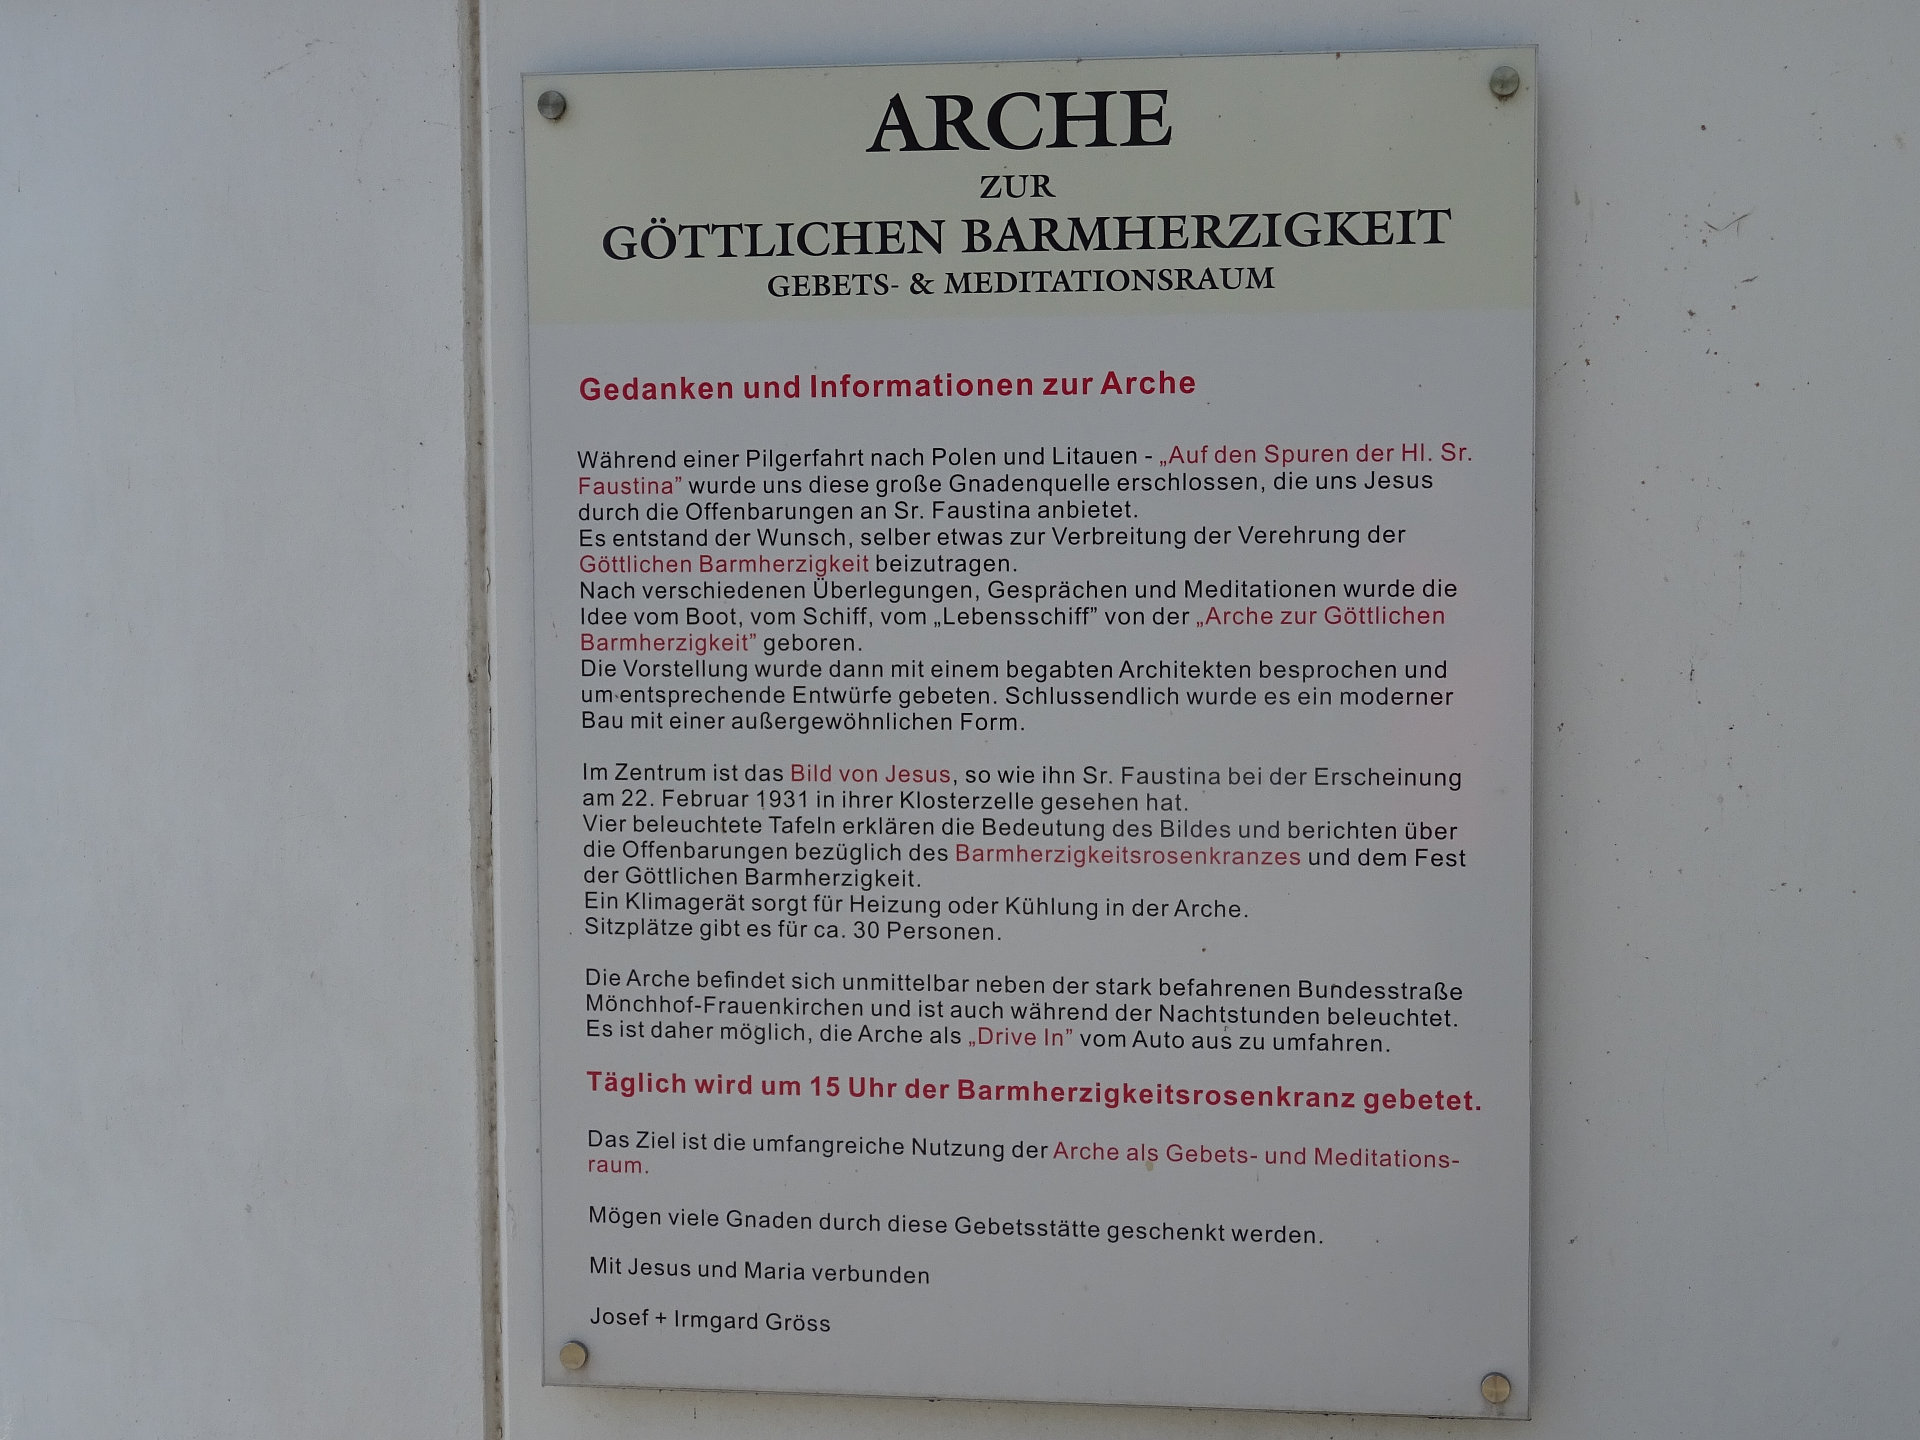 ARCHE
ZUR
GÖTTLICHEN BARMHERZIGKEIT
GEBETS- & MEDITATIONSRAUM
Gedanken und Informationen zur Arche
Während einer Pilgerfahrt nach Polen und Litauen - „Auf den Spuren der Hl. Sr.
Faustina” wurde uns diese große Gnadenquelle erschlossen, die uns Jesus
durch die Offenbarungen an Sr. Faustina anbietet.
Es entstand der Wunsch, selber etwas zur Verbreitung der Verehrung der
Göttlichen Barmherzigkeit beizutragen.
Nach verschiedenen Überlegungen, Gesprächen und Meditationen wurde die
Idee vom Boot, vom Schiff, vom „Lebensschiff” von der „Arche zur Göttlichen
Barmherzigkeit” geboren.
Die Vorstellung wurde dann mit einem begabten Architekten besprochen und
um entsprechende Entwürfe gebeten. Schlussendlich wurde es ein moderner
Bau mit einer außergewöhnlichen Form.
Im Zentrum ist das Bild von Jesus, so wie ihn Sr. Faustina bei der Erscheinung
am 22. Februar 1931 in ihrer Klosterzelle gesehen hat.
Vier beleuchtete Tafeln erklären die Bedeutung des Bildes und berichten über
die Offenbarungen bezüglich des Barmherzigkeitsrosenkranzes und dem Fest
der Göttlichen Barmherzigkeit.
Ein Klimagerät sorgt für Heizung oder Kühlung in der Arche.
Sitzplätze gibt es für ca. 30 Personen.
Die Arche befindet sich unmittelbar neben der stark befahrenen Bundesstraße
Mönchhof-Frauenkirchen und ist auch während der Nachtstunden beleuchtet.
Es ist daher möglich, die Arche als „Drive In” vom Auto aus zu umfahren.
Täglich wird um 15 Uhr der Barmherzigkeitsrosenkranz gebetet.
Das Ziel ist die umfangreiche Nutzung der Arche als Gebets- und Meditations-
raum.
Mögen viele Gnaden durch diese Gebetsstätte geschenkt werden.
Mit Jesus und Maria verbunden
Josef + Irmgard Gröss